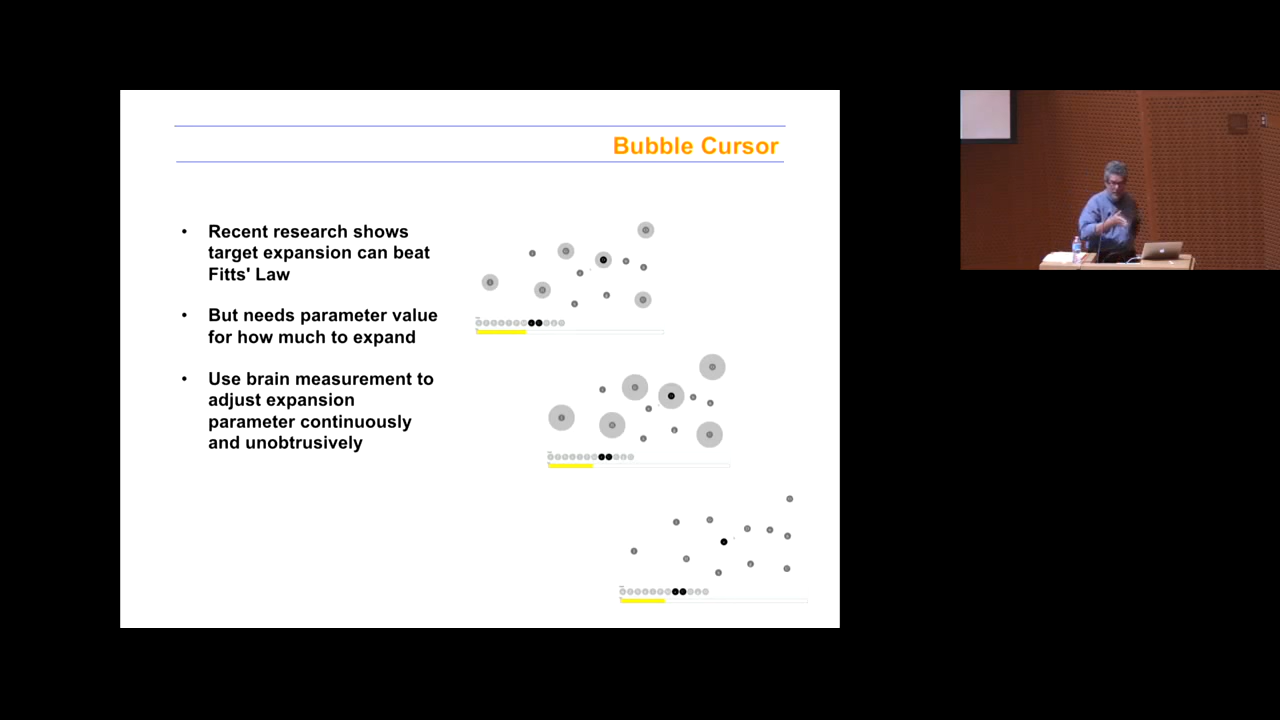 Bubble Cursor
• Recent research shows
target expansion can beat
Fitts' Law
• But needs parameter value
for how much to expand
• Use brain measurement to
adjust expansion
parameter continuously
and unobtrusively